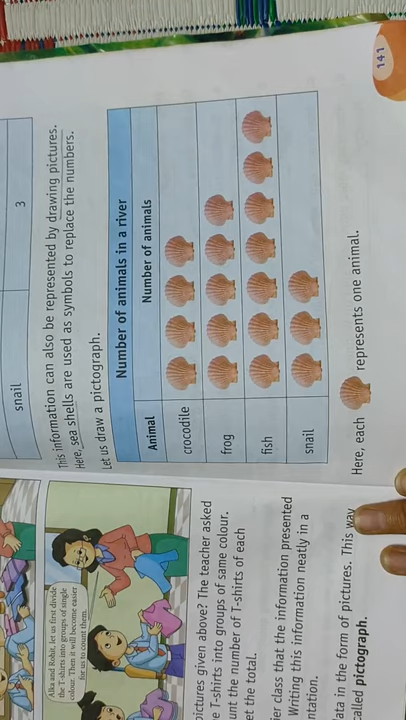 snail 3
This information can also be represented by drawing pictures.
Here, sea shells are used as symbols to replace the numbers.
Let us draw a pictograph.
Number of animals in a river
Animal Number of animals
crocodile
frog
fish
snail
Here, each represents one animal.
141
Alka and Rohit, let us first divide
the T-shirts into groups of single
colour. Then it will become easier
for us to count them.
pictures given above? The teacher asked
e T-shirts into groups of same colour.
nt the number of T-shirts of each
et the total.
er class that the information presented
Writing this information neatly in a
tation.
ata in the form of pictures. This way
called pictograph.